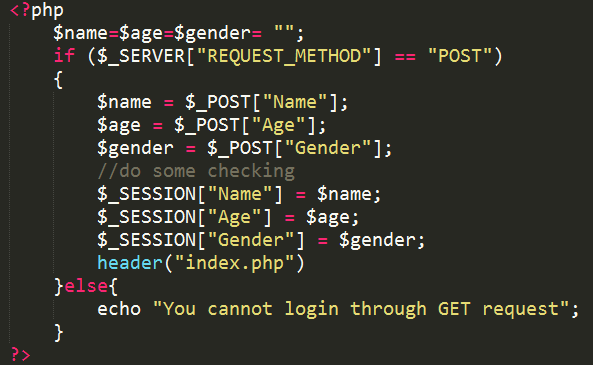 <?php
$name=$age=$gender= "";
if ($_SERVER["REQUEST_METHOD"] == "POST")
{
$name = $_POST["Name"];
$age = $_POST["Age"];
$gender = $_POST["Gender"];
//do some checking
$_SESSION["Name"] = $name;
$_SESSION["Age"] = $age;
$_SESSION["Gender"] = $gender;
header("index.php")
}else{
echo "You cannot login through GET request";
}
?>